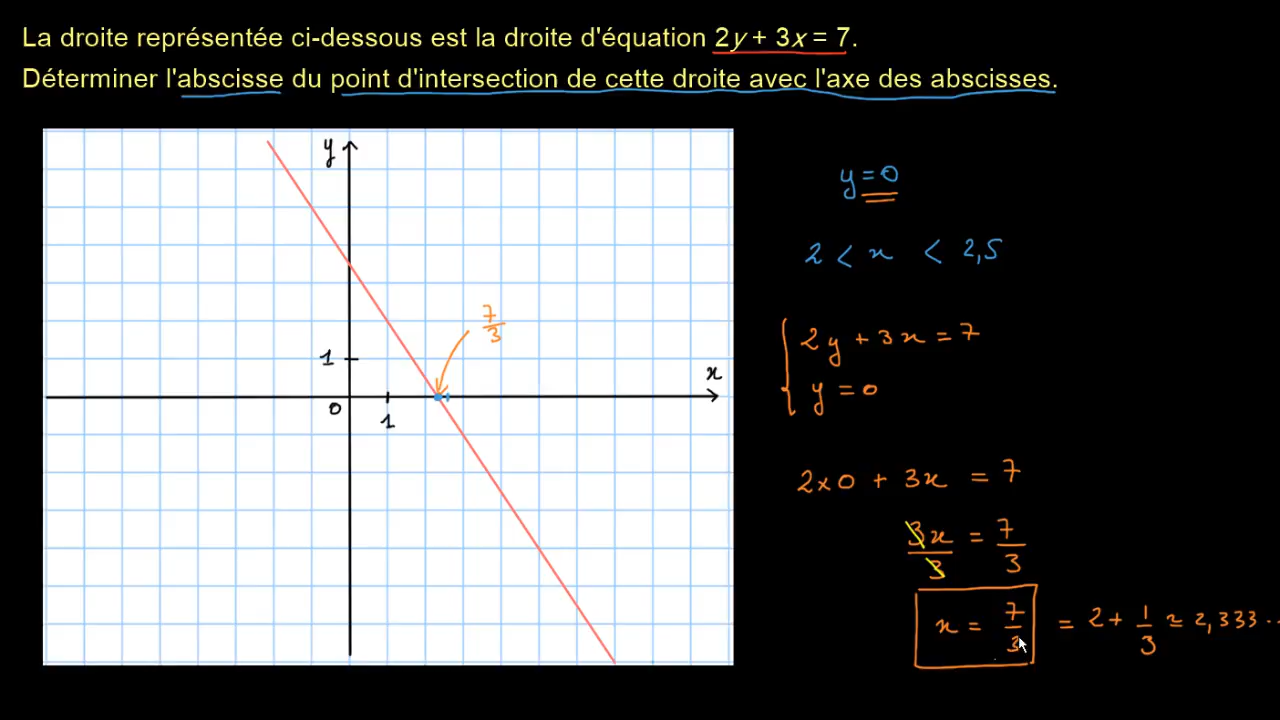 La droite représentée ci-dessous est la droite d'équation 2y + 3x = 7.
Déterminer l'abscisse du point d'intersection de cette droite avec l'axe des abscisses.
y
7/3
1
x
0
1
y = 0
2 < x < 2,5
{ 2y + 3x = 7
y = 0
2 x 0 + 3x = 7
3x/3 = 7/3
x = 7/3 = 2 + 1/3 ≈ 2,333...